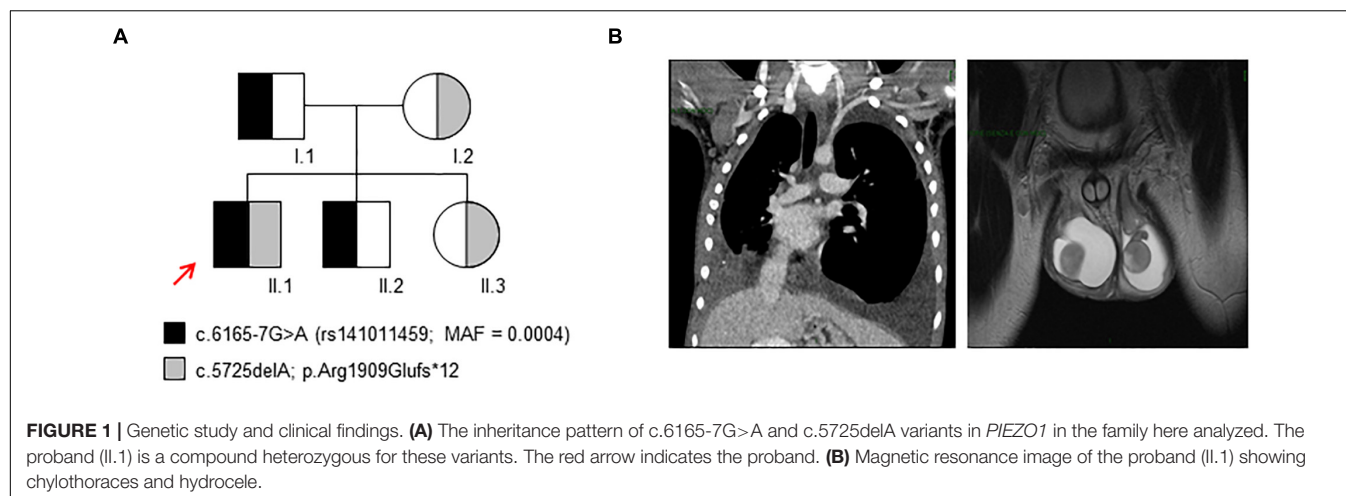 A
B
I.1
I.2
II.1
II.2
II.3
c.6165-7G>A (rs141011459; MAF = 0.0004)
c.5725delA; p.Arg1909Glufs*12
FIGURE 1 | Genetic study and clinical findings. (A) The inheritance pattern of c.6165-7G>A and c.5725delA variants in PIEZO1 in the family here analyzed. The
proband (II.1) is a compound heterozygous for these variants. The red arrow indicates the proband. (B) Magnetic resonance image of the proband (II.1) showing
chylothoraces and hydrocele.